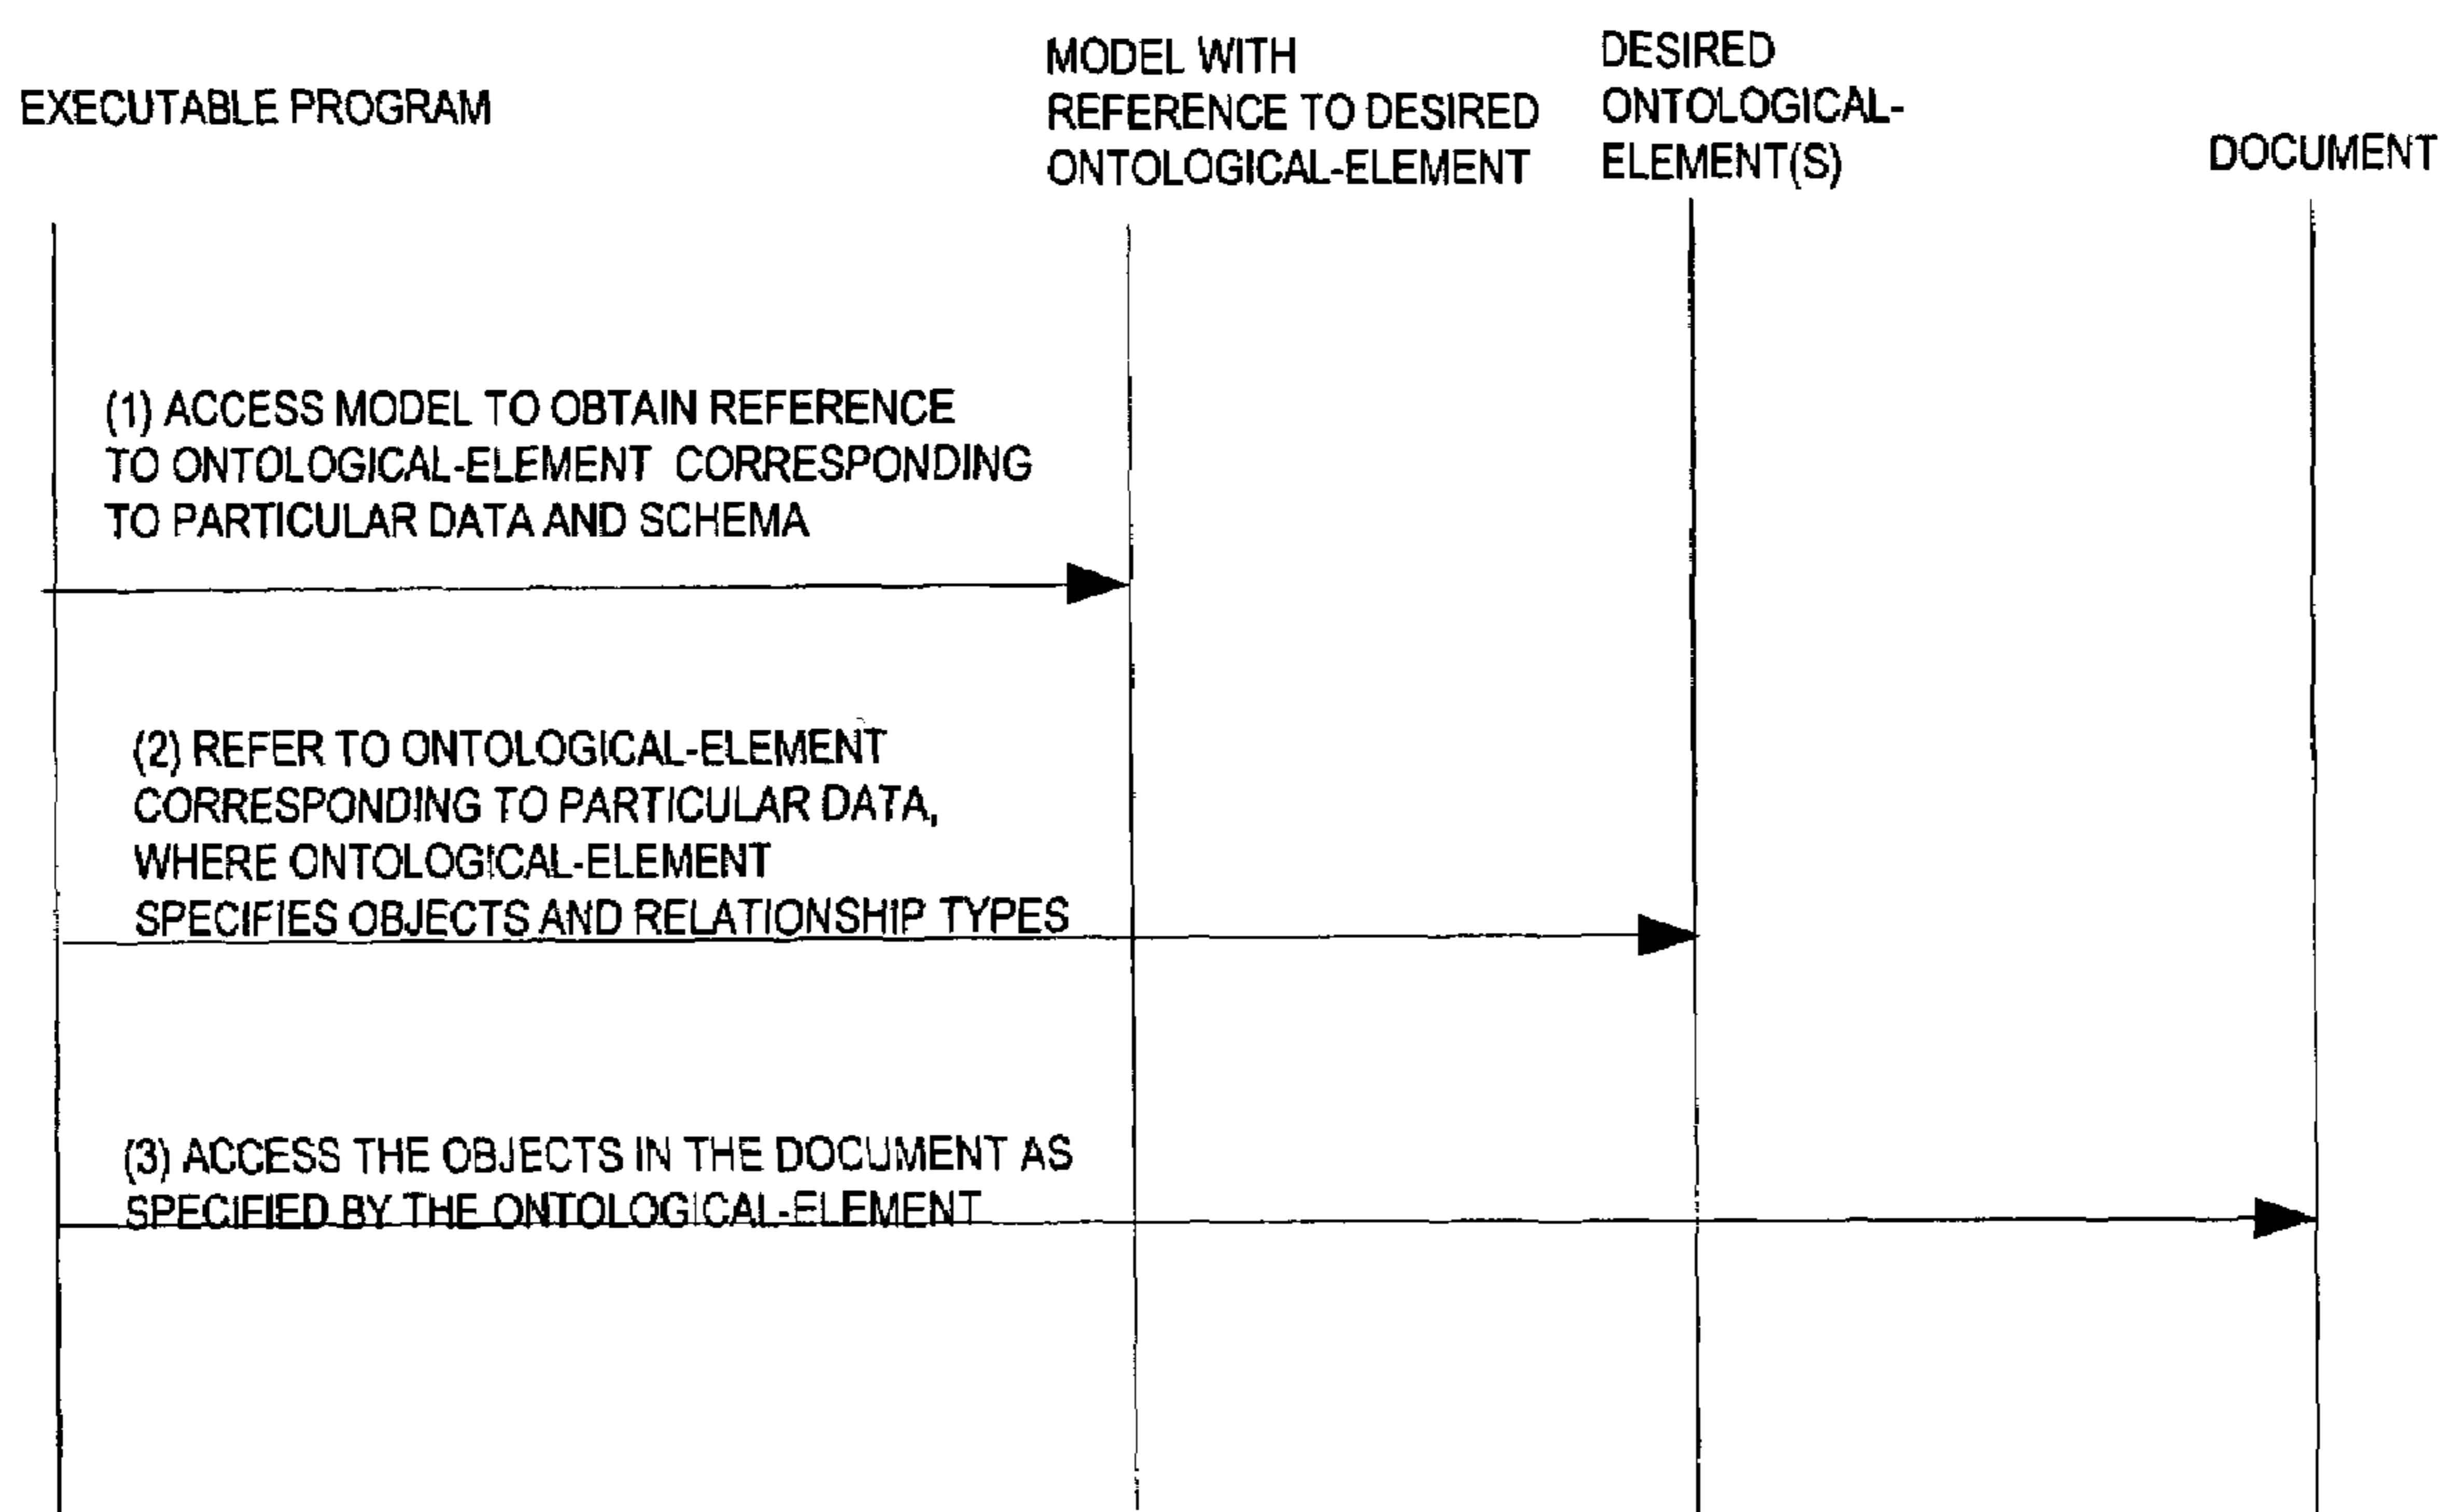 EXECUTABLE PROGRAM
MODEL WITH
REFERENCE TO DESIRED
ONTOLOGICAL-ELEMENT
DESIRED
ONTOLOGICAL-
ELEMENT(S)
DOCUMENT
(1) ACCESS MODEL TO OBTAIN REFERENCE
TO ONTOLOGICAL-ELEMENT CORRESPONDING
TO PARTICULAR DATA AND SCHEMA
(2) REFER TO ONTOLOGICAL-ELEMENT
CORRESPONDING TO PARTICULAR DATA,
WHERE ONTOLOGICAL-ELEMENT
SPECIFIES OBJECTS AND RELATIONSHIP TYPES
(3) ACCESS THE OBJECTS IN THE DOCUMENT AS
SPECIFIED BY THE ONTOLOGICAL-ELEMENT